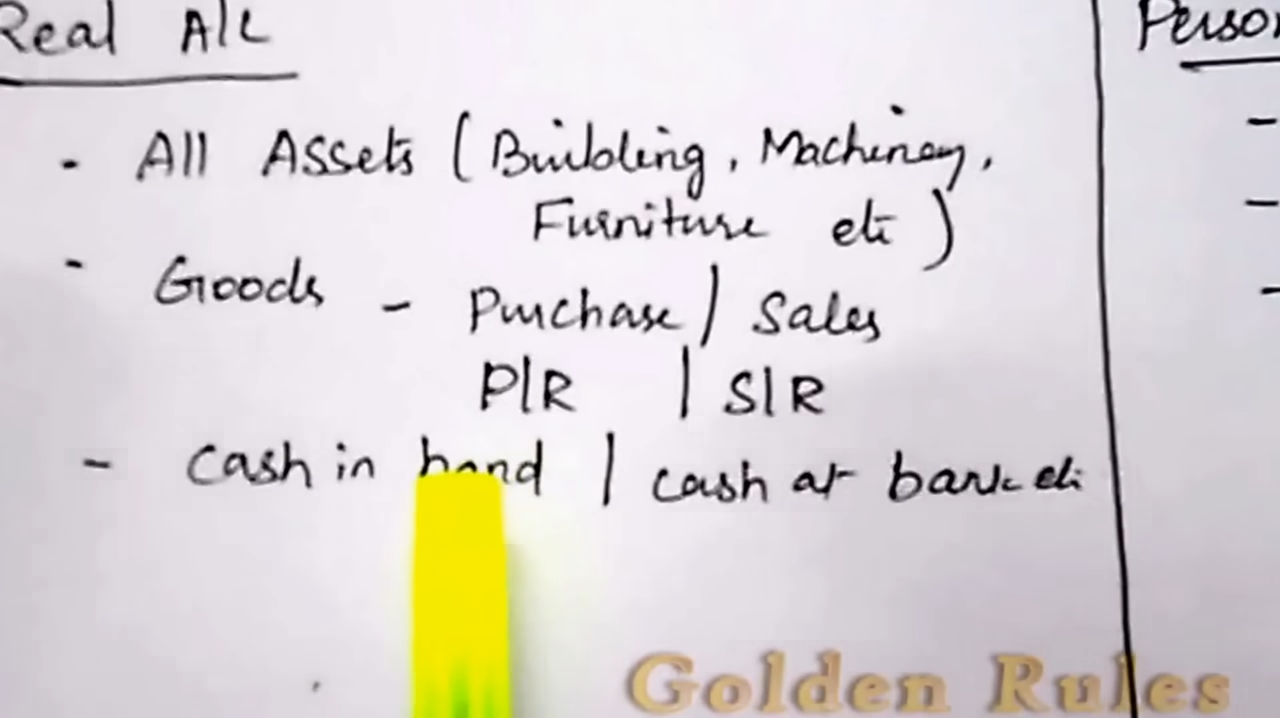 Real A/c
- All Assets (Building, Machinery,
Furniture etc)
- Goods - Purchase / Sales
P/R / S/R
- Cash in hand / cash at bank etc
Person
-
-
-
Golden Rules